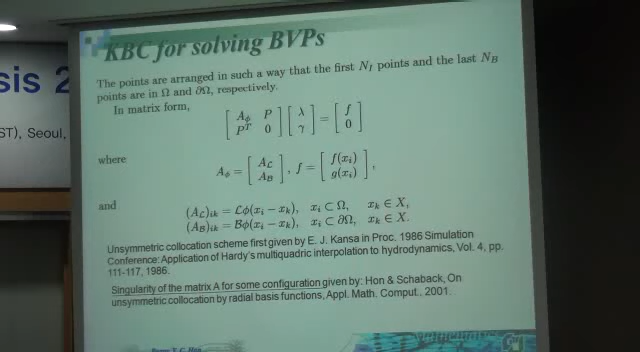 KBC for solving BVPs
The points are arranged in such a way that the first N_I points and the last N_B
points are in Ω and ∂Ω, respectively.
In matrix form,
[ A_ϕ P ] [ λ ] = [ f ]
[ P^T 0 ] [ γ ] [ 0 ]
where
A_ϕ = [ A_𝓛 ] , f = [ f(x_i) ] ,
[ A_B ] [ g(x_i) ]
and
(A_𝓛)_ik = 𝓛ϕ(x_i − x_k), x_i ⊂ Ω, x_k ∈ X,
(A_B)_ik = 𝓑ϕ(x_i − x_k), x_i ⊂ ∂Ω, x_k ∈ X.
Unsymmetric collocation scheme first given by E. J. Kansa in Proc. 1986 Simulation
Conference: Application of Hardy's multiquadric interpolation to hydrodynamics, Vol. 4, pp.
111-117, 1986.
Singularity of the matrix A for some configuration given by: Hon & Schaback, On
unsymmetric collocation by radial basis functions, Appl. Math. Comput., 2001.
sis 2
ST), Seoul,